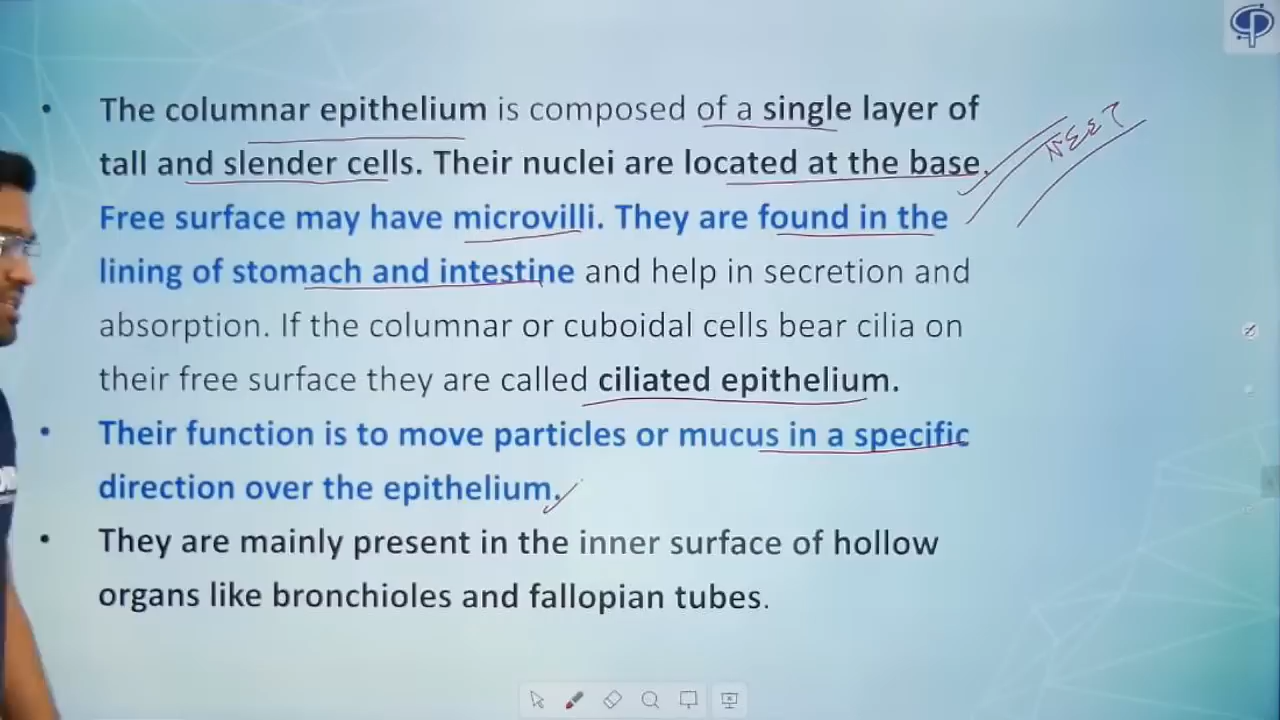 • The columnar epithelium is composed of a single layer of
tall and slender cells. Their nuclei are located at the base.
NEET
Free surface may have microvilli. They are found in the
lining of stomach and intestine and help in secretion and
absorption. If the columnar or cuboidal cells bear cilia on
their free surface they are called ciliated epithelium.
• Their function is to move particles or mucus in a specific
direction over the epithelium.
• They are mainly present in the inner surface of hollow
organs like bronchioles and fallopian tubes.